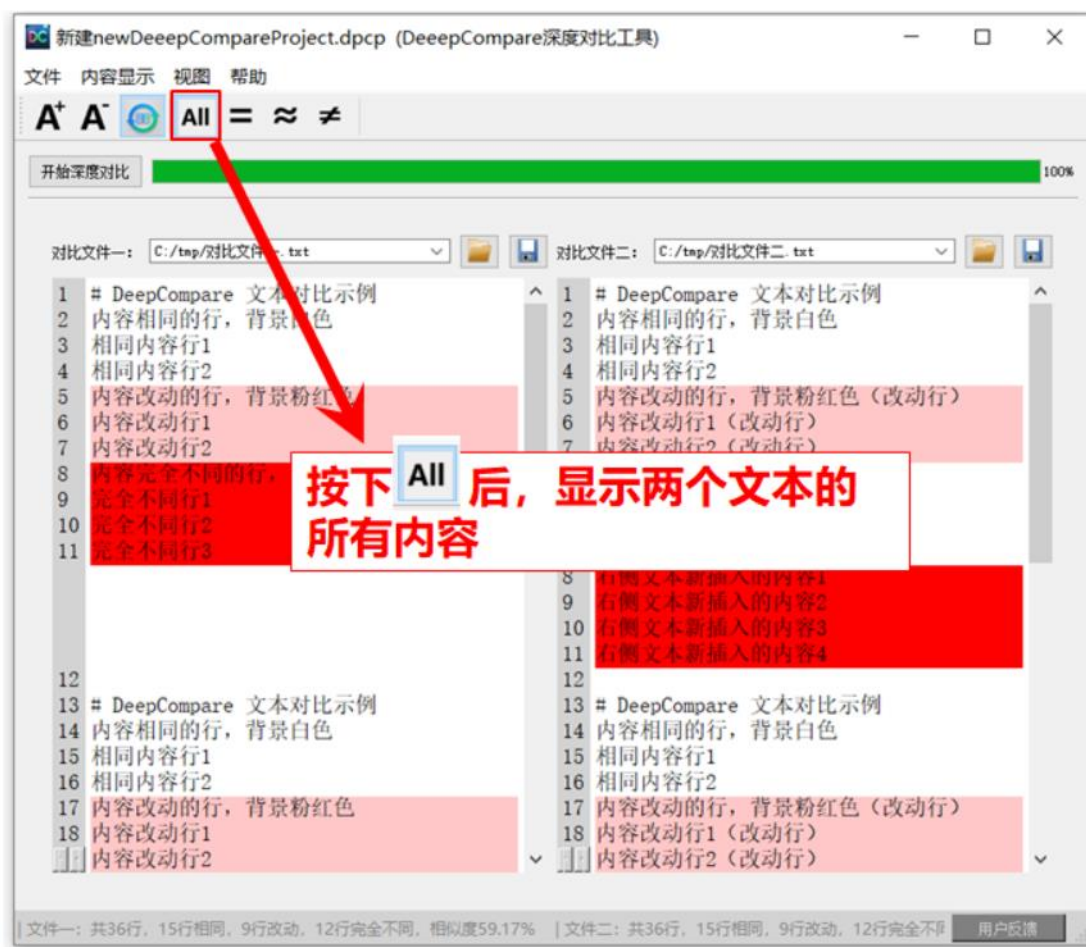 新建newDeeepCompareProject.dpcp (DeeepCompare深度对比工具)
文件 内容显示 视图 帮助
A+ A- All = ≈ ≠
开始深度对比 100%
对比文件一: C:/tmp/对比文件一.txt
对比文件二: C:/tmp/对比文件二.txt
1 # DeepCompare 文本对比示例
2 内容相同的行，背景白色
3 相同内容行1
4 相同内容行2
5 内容改动的行，背景粉红色
6 内容改动行1
7 内容改动行2
8 内容完全不同的行，
9 完全不同行1
10 完全不同行2
11 完全不同行3
12
13 # DeepCompare 文本对比示例
14 内容相同的行，背景白色
15 相同内容行1
16 相同内容行2
17 内容改动的行，背景粉红色
18 内容改动行1
内容改动行2
1 # DeepCompare 文本对比示例
2 内容相同的行，背景白色
3 相同内容行1
4 相同内容行2
5 内容改动的行，背景粉红色（改动行）
6 内容改动行1（改动行）
7 内容改动行2（改动行）
8 右侧文本新插入的内容1
9 右侧文本新插入的内容2
10 右侧文本新插入的内容3
11 右侧文本新插入的内容4
12
13 # DeepCompare 文本对比示例
14 内容相同的行，背景白色
15 相同内容行1
16 相同内容行2
17 内容改动的行，背景粉红色（改动行）
18 内容改动行1（改动行）
内容改动行2（改动行）
按下 All 后，显示两个文本的
所有内容
文件一: 共36行, 15行相同, 9行改动, 12行完全不同, 相似度59.17%
文件二: 共36行, 15行相同, 9行改动, 12行完全不
用户反馈